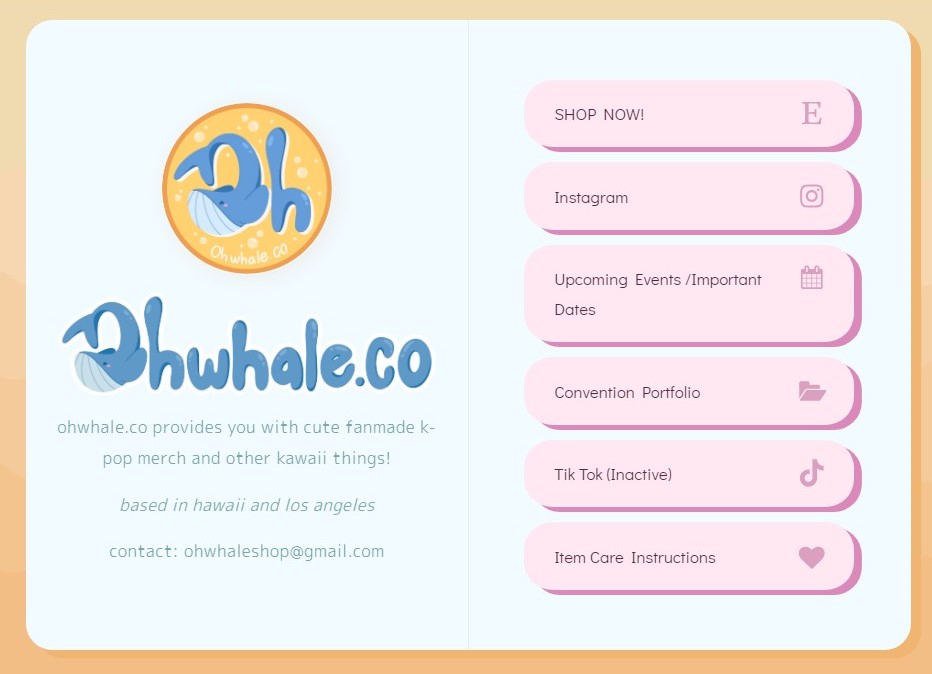 Oh
Ohwhale.co
Ohwhale.co
ohwhale.co provides you with cute fanmade k-
pop merch and other kawaii things!
based in hawaii and los angeles
contact: ohwhaleshop@gmail.com
SHOP NOW!
E
Instagram
Upcoming Events /Important
Dates
Convention Portfolio
Tik Tok (Inactive)
Item Care Instructions